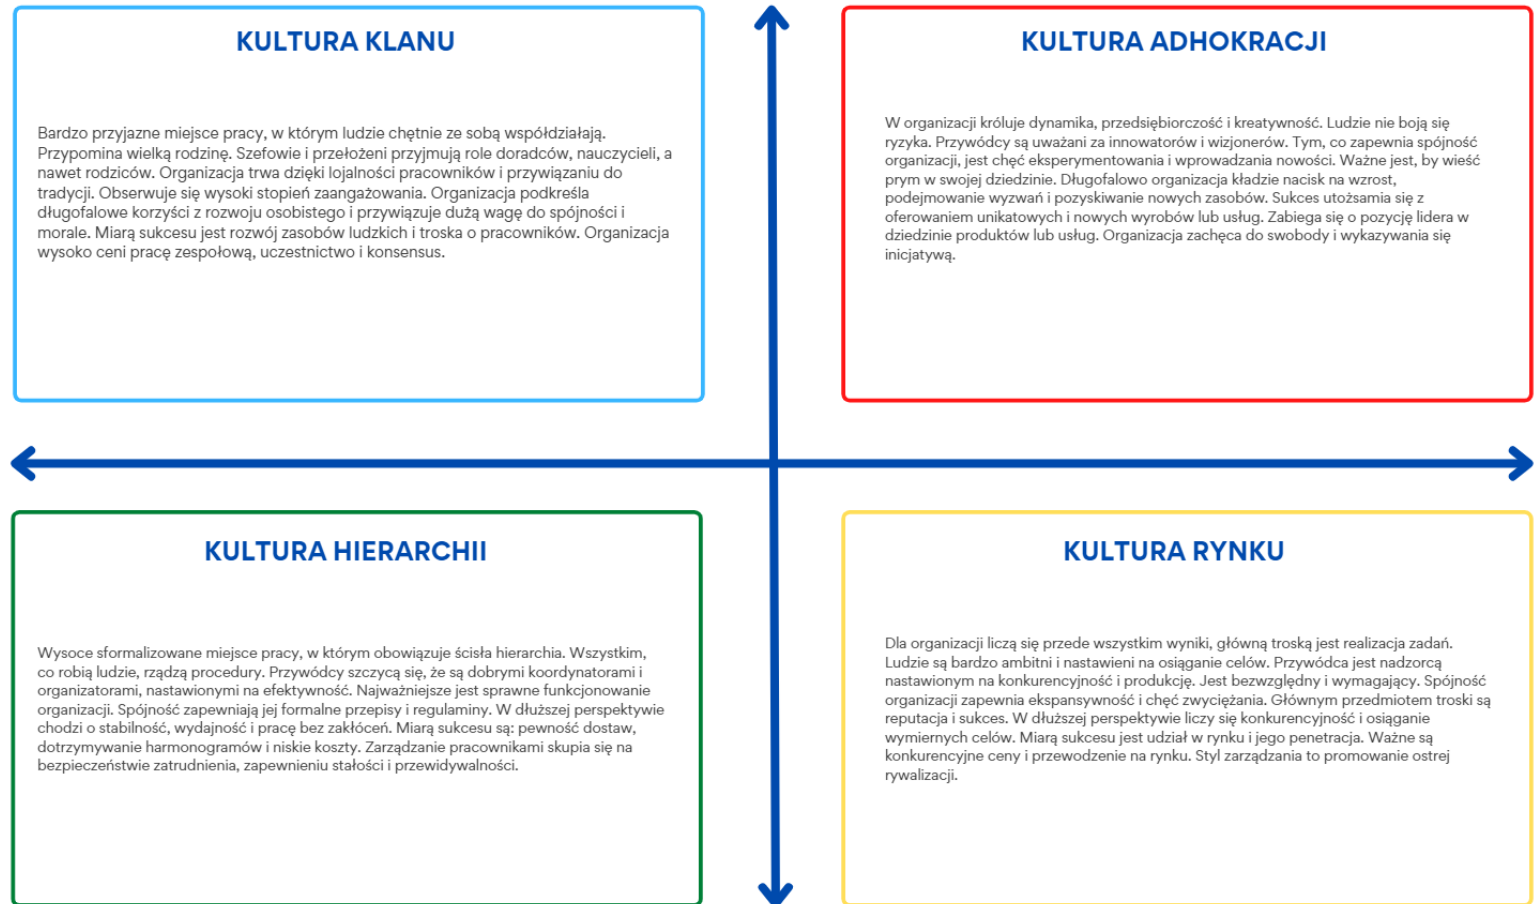 KULTURA KLANU
Bardzo przyjazne miejsce pracy, w którym ludzie chętnie ze sobą współdziałają.
Przypomina wielką rodzinę. Szefowie i przełożeni przyjmują role doradców, nauczycieli, a
nawet rodziców. Organizacja trwa dzięki lojalności pracowników i przywiązaniu do
tradycji. Obserwuje się wysoki stopień zaangażowania. Organizacja podkreśla
długofalowe korzyści z rozwoju osobistego i przywiązuje dużą wagę do spójności i
morale. Miarą sukcesu jest rozwój zasobów ludzkich i troska o pracowników. Organizacja
wysoko ceni pracę zespołową, uczestnictwo i konsensus.
KULTURA ADHOKRACJI
W organizacji króluje dynamika, przedsiębiorczość i kreatywność. Ludzie nie boją się
ryzyka. Przywódcy są uważani za innowatorów i wizjonerów. Tym, co zapewnia spójność
organizacji, jest chęć eksperymentowania i wprowadzania nowości. Ważne jest, by wieść
prym w swojej dziedzinie. Długofalowo organizacja kładzie nacisk na wzrost,
podejmowanie wyzwań i pozyskiwanie nowych zasobów. Sukces utożsamia się z
oferowaniem unikatowych i nowych wyrobów lub usług. Zabiega się o pozycję lidera w
dziedzinie produktów lub usług. Organizacja zachęca do swobody i wykazywania się
inicjatywą.
KULTURA HIERARCHII
Wysoce sformalizowane miejsce pracy, w którym obowiązuje ścisła hierarchia. Wszystkim,
co robią ludzie, rządzą procedury. Przywódcy szczycą się, że są dobrymi koordynatorami i
organizatorami, nastawionymi na efektywność. Najważniejsze jest sprawne funkcjonowanie
organizacji. Spójność zapewniają jej formalne przepisy i regulaminy. W dłuższej perspektywie
chodzi o stabilność, wydajność i pracę bez zakłóceń. Miarą sukcesu są: pewność dostaw,
dotrzymywanie harmonogramów i niskie koszty. Zarządzanie pracownikami skupia się na
bezpieczeństwie zatrudnienia, zapewnieniu stałości i przewidywalności.
KULTURA RYNKU
Dla organizacji liczą się przede wszystkim wyniki, główną troską jest realizacja zadań.
Ludzie są bardzo ambitni i nastawieni na osiąganie celów. Przywódca jest nadzorcą
nastawionym na konkurencyjność i produkcję. Jest bezwzględny i wymagający. Spójność
organizacji zapewnia ekspansywność i chęć zwyciężania. Głównym przedmiotem troski są
reputacja i sukces. W dłuższej perspektywie liczy się konkurencyjność i osiąganie
wymiernych celów. Miarą sukcesu jest udział w rynku i jego penetracja. Ważne są
konkurencyjne ceny i przewodzenie na rynku. Styl zarządzania to promowanie ostrej
rywalizacji.